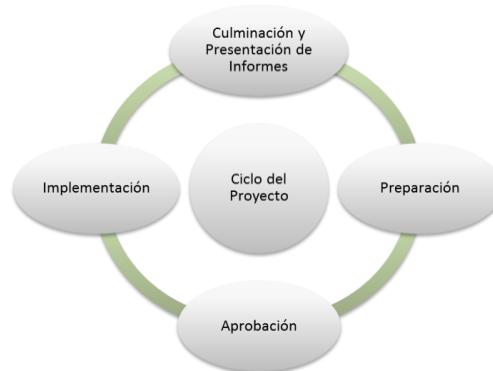 Culminación y
Presentación de
Informes
Implementación
Ciclo del
Proyecto
Preparación
Aprobación